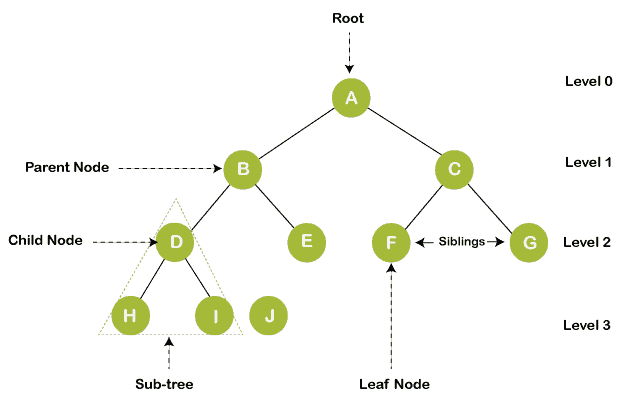 Root
Level 0
A
Parent Node
B
C
Level 1
Child Node
D
E
F
Siblings
G
Level 2
H
I
J
Level 3
Sub-tree
Leaf Node